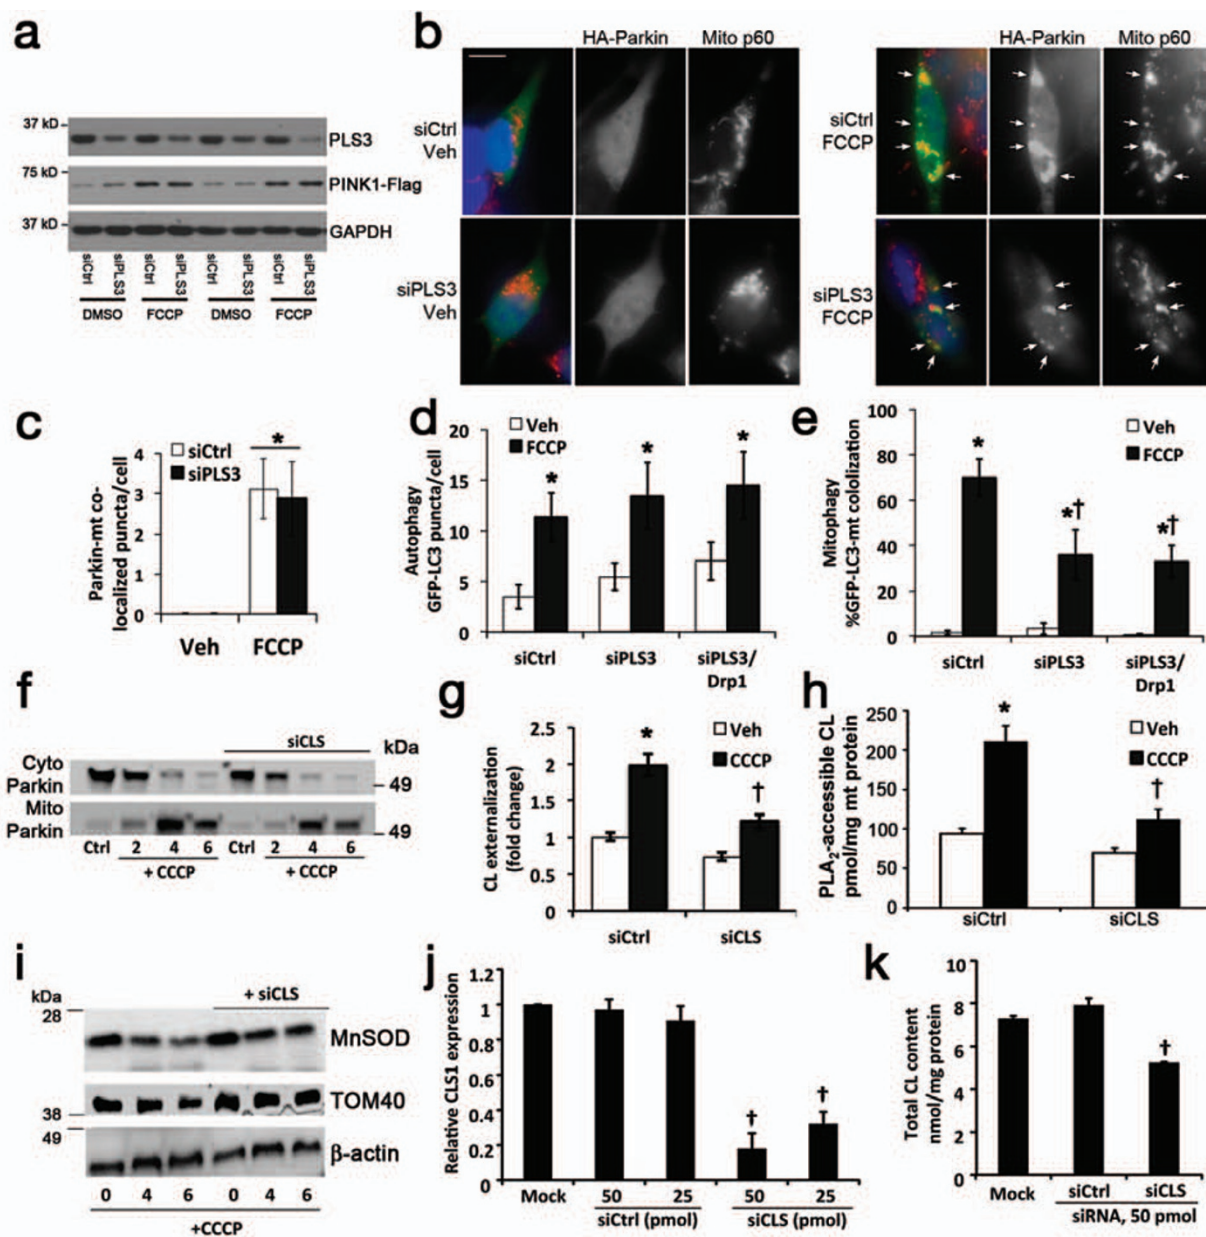 a
37 kD
PLS3
75 kD
PINK1-Flag
37 kD
GAPDH
siCtrl siPLS3 siCtrl siPLS3 siCtrl siPLS3 siCtrl siPLS3
DMSO FCCP DMSO FCCP
b
HA-Parkin Mito p60
siCtrl
Veh
siPLS3
Veh
HA-Parkin Mito p60
siCtrl
FCCP
siPLS3
FCCP
c
Parkin-mt co-
localized puncta/cell
4
3
2
1
0
siCtrl
siPLS3
*
Veh FCCP
d
Autophagy
GFP-LC3 puncta/cell
20
15
10
5
0
Veh
FCCP
* * *
siCtrl siPLS3 siPLS3/
Drp1
e
Mitophagy
%GFP-LC3-mt cololization
100
80
60
40
20
0
Veh
FCCP
* *† *†
siCtrl siPLS3 siPLS3/
Drp1
f
siCLS kDa
Cyto
Parkin
49
Mito
Parkin
49
Ctrl 2 4 6 Ctrl 2 4 6
+ CCCP + CCCP
g
CL externalization
(fold change)
2.5
2
1.5
1
0.5
0
Veh
CCCP
* †
siCtrl siCLS
h
PLA2-accessible CL
pmol/mg mt protein
250
200
150
100
50
0
Veh
CCCP
* †
siCtrl siCLS
i
+ siCLS
kDa
28
MnSOD
TOM40
38
49
β-actin
0 4 6 0 4 6
+CCCP
j
Relative CLS1 expression
1.2
1
0.8
0.6
0.4
0.2
0
† †
Mock 50 25 50 25
siCtrl (pmol) siCLS (pmol)
k
Total CL content
nmol/mg protein
10
8
6
4
2
0
†
Mock siCtrl siCLS
siRNA, 50 pmol